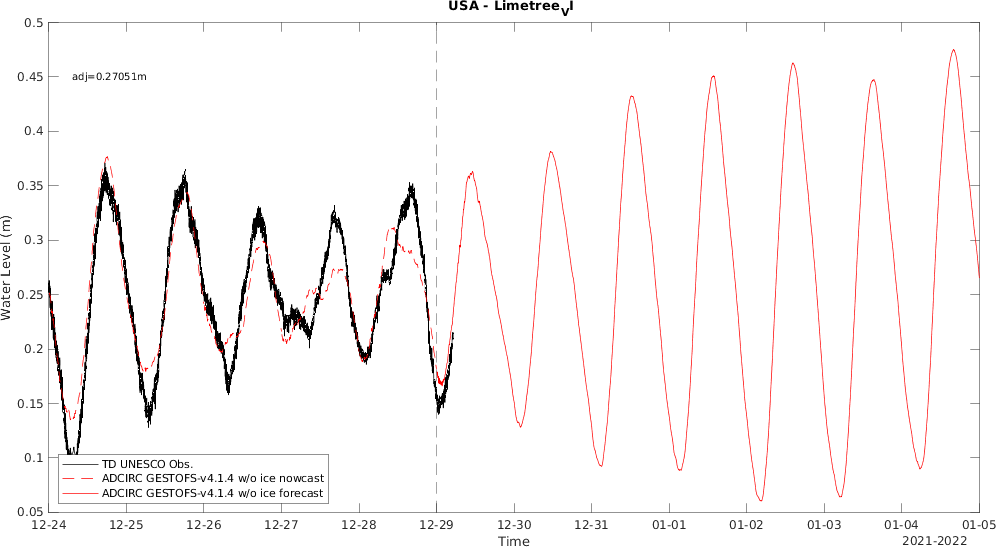 USA - LimetreeVI
0.5
0.45
0.4
0.35
0.3
0.25
0.2
0.15
0.1
0.05
Water Level (m)
adj=0.27051m
TD UNESCO Obs.
ADCIRC GESTOFS-v4.1.4 w/o ice nowcast
ADCIRC GESTOFS-v4.1.4 w/o ice forecast
12-24 12-25 12-26 12-27 12-28 12-29 12-30 12-31 01-01 01-02 01-03 01-04 01-05
Time
2021-2022